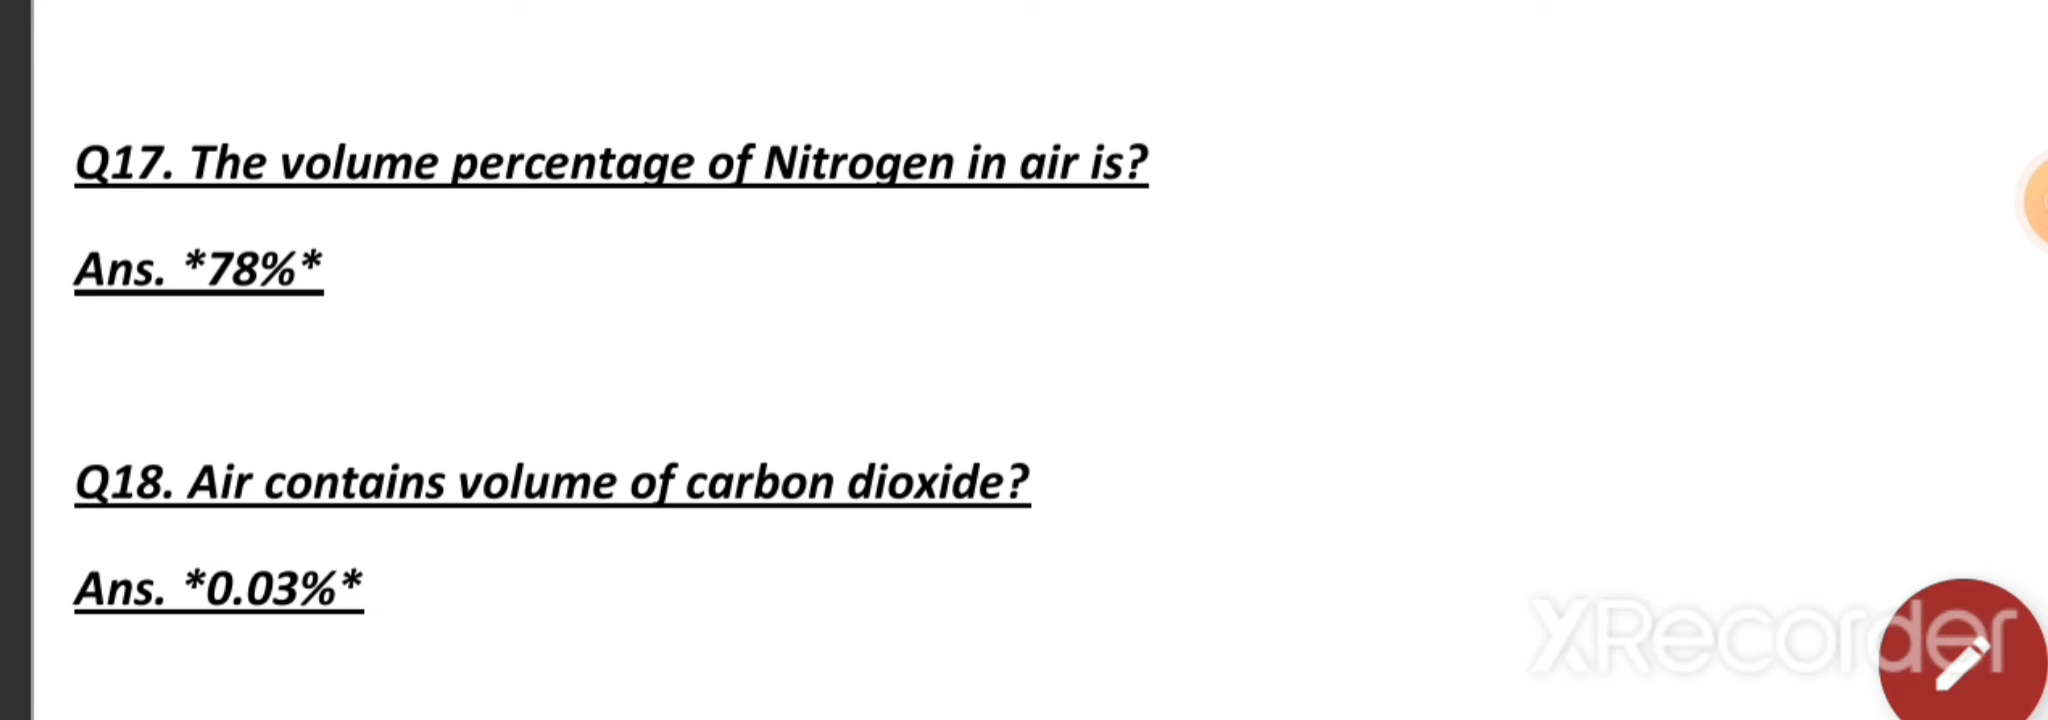 Q17. The volume percentage of Nitrogen in air is?
Ans. *78%*
Q18. Air contains volume of carbon dioxide?
Ans. *0.03%*
XRecorder